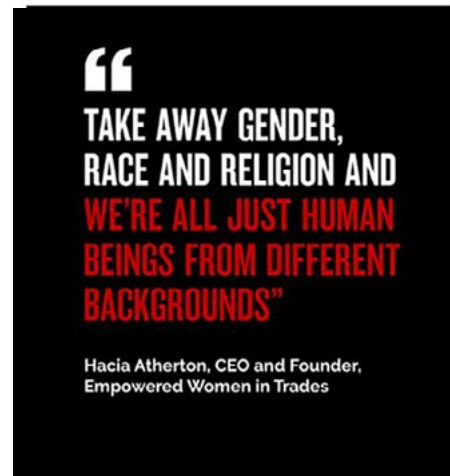 “
TAKE AWAY GENDER,
RACE AND RELIGION AND
WE'RE ALL JUST HUMAN
BEINGS FROM DIFFERENT
BACKGROUNDS”
Hacia Atherton, CEO and Founder,
Empowered Women in Trades